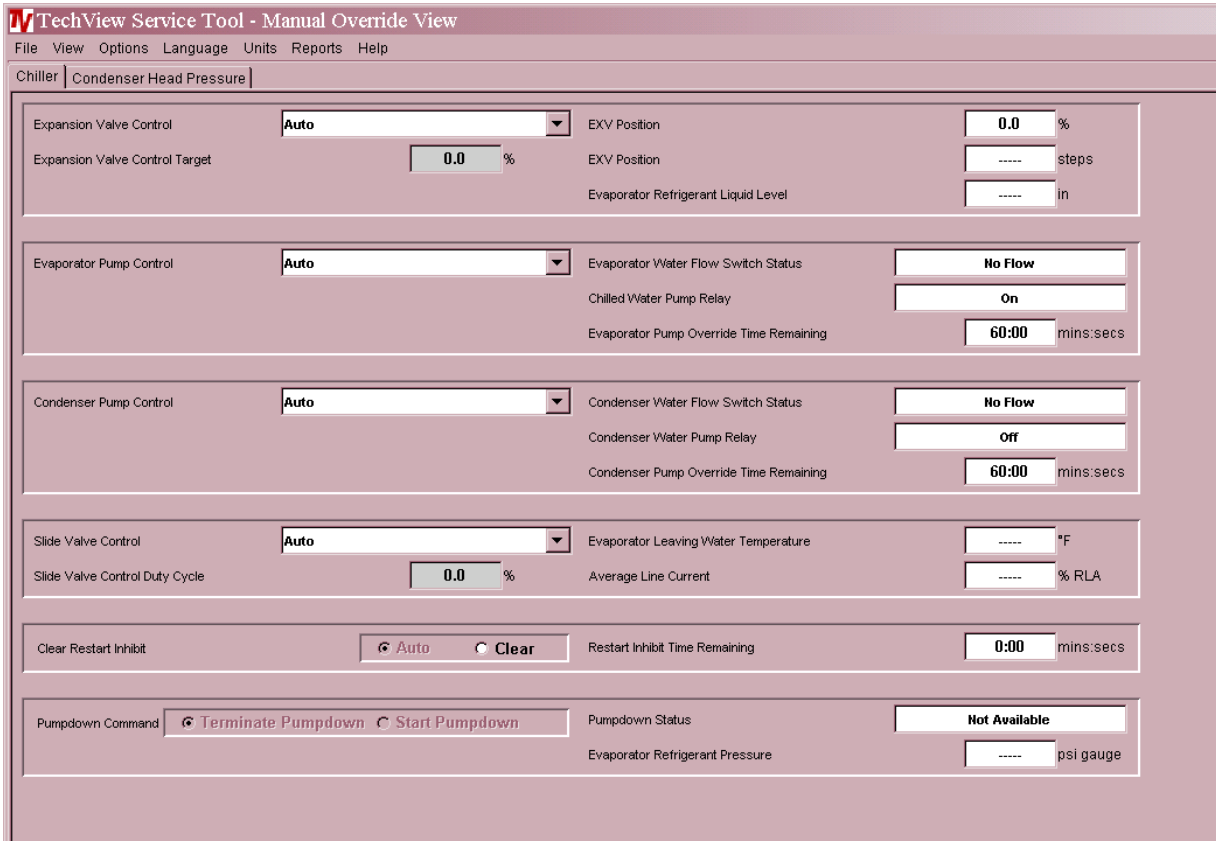 TV TechView Service Tool - Manual Override View
File View Options Language Units Reports Help
Chiller Condenser Head Pressure
Expansion Valve Control Auto EXV Position 0.0 %
Expansion Valve Control Target 0.0 % EXV Position ----- steps
Evaporator Refrigerant Liquid Level ----- in
Evaporator Pump Control Auto Evaporator Water Flow Switch Status No Flow
Chilled Water Pump Relay On
Evaporator Pump Override Time Remaining 60:00 mins:secs
Condenser Pump Control Auto Condenser Water Flow Switch Status No Flow
Condenser Water Pump Relay Off
Condenser Pump Override Time Remaining 60:00 mins:secs
Slide Valve Control Auto Evaporator Leaving Water Temperature ----- °F
Slide Valve Control Duty Cycle 0.0 % Average Line Current ----- % RLA
Clear Restart Inhibit Auto Clear Restart Inhibit Time Remaining 0:00 mins:secs
Pumpdown Command Terminate Pumpdown Start Pumpdown Pumpdown Status Not Available
Evaporator Refrigerant Pressure ----- psi gauge